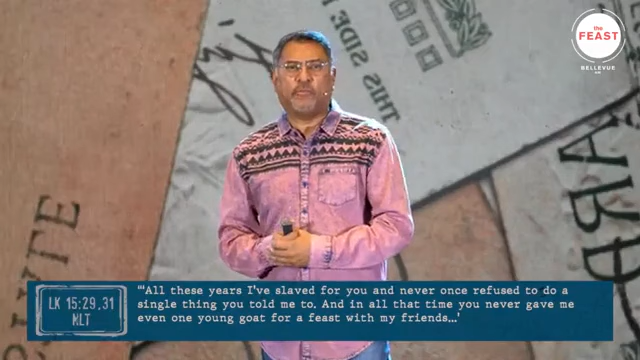 the
FEAST
BELLEVUE
THIS SIDE
LK 15:29,31
NLT
"'All these years I've slaved for you and never once refused to do a
single thing you told me to. And in all that time you never gave me
even one young goat for a feast with my friends...'